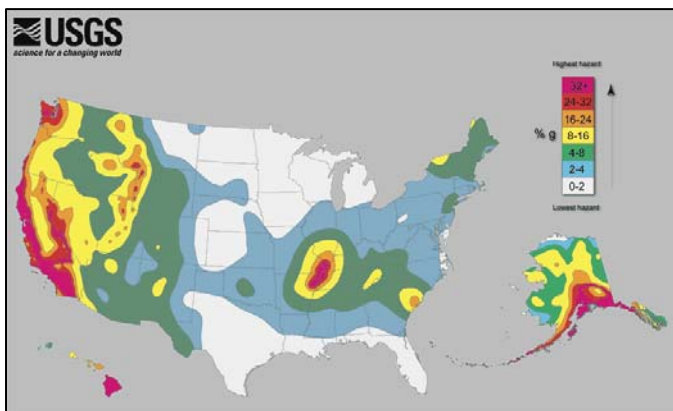 USGS
science for a changing world
Highest hazard
% g
32+
24-32
16-24
8-16
4-8
2-4
0-2
Lowest hazard